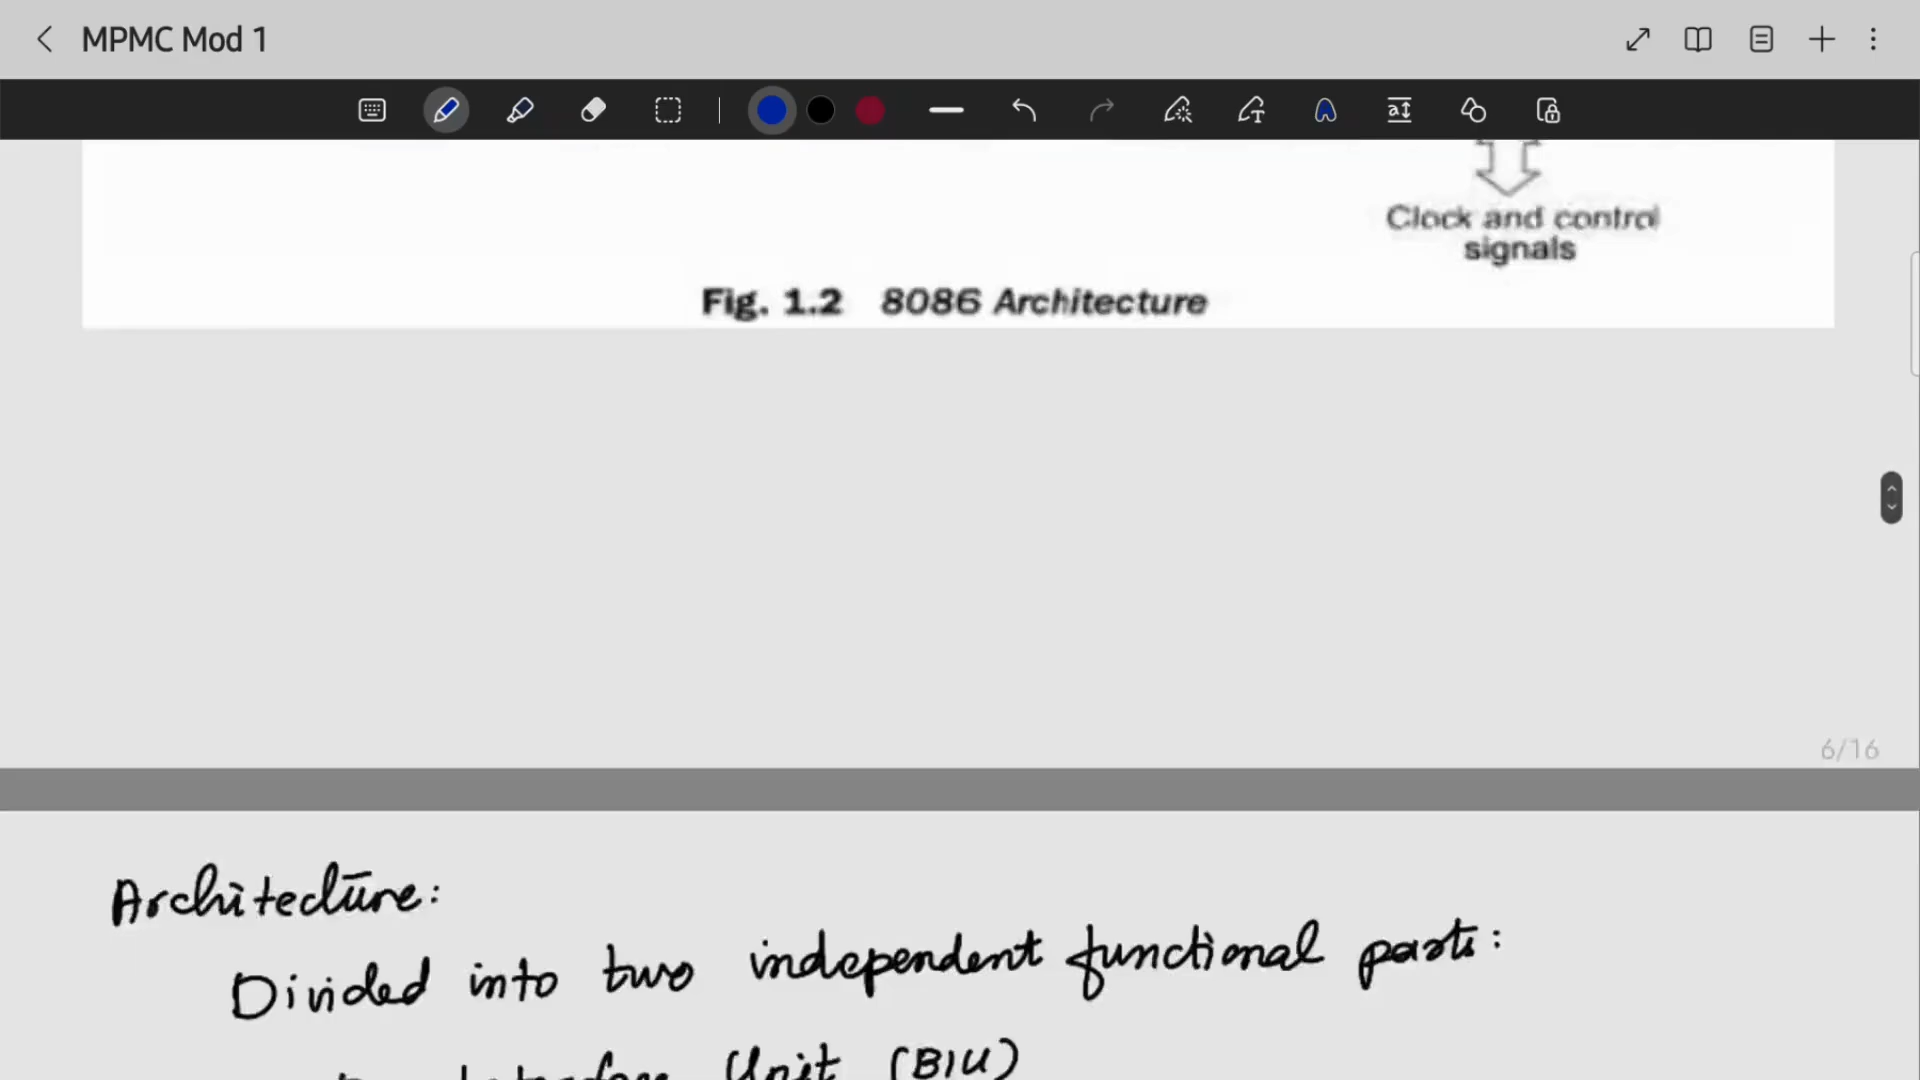 MPMC Mod 1
Clock and control
signals
Fig. 1.2 8086 Architecture
6/16
Architecture:
Divided into two independent functional parts:
Interface Unit (BIU)